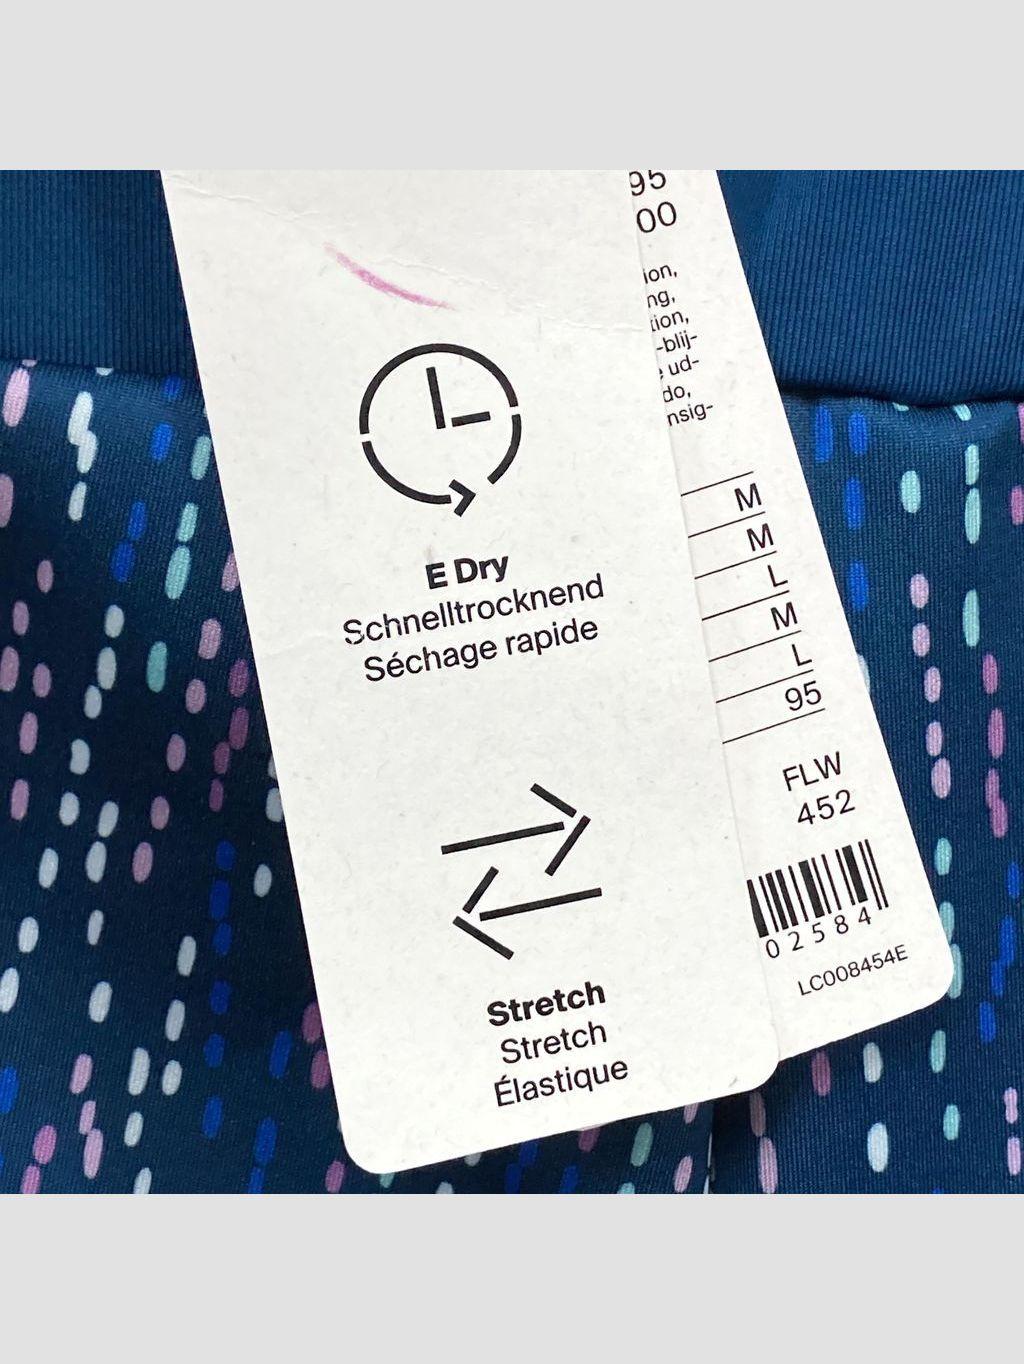 E Dry
Schnelltrocknend
Séchage rapide
Stretch
Stretch
Élastique
95
00
ion,
ng,
tion,
-blij-
ud-
do,
nsig-
M
M
L
M
L
95
FLW
452
02584
LC008454E